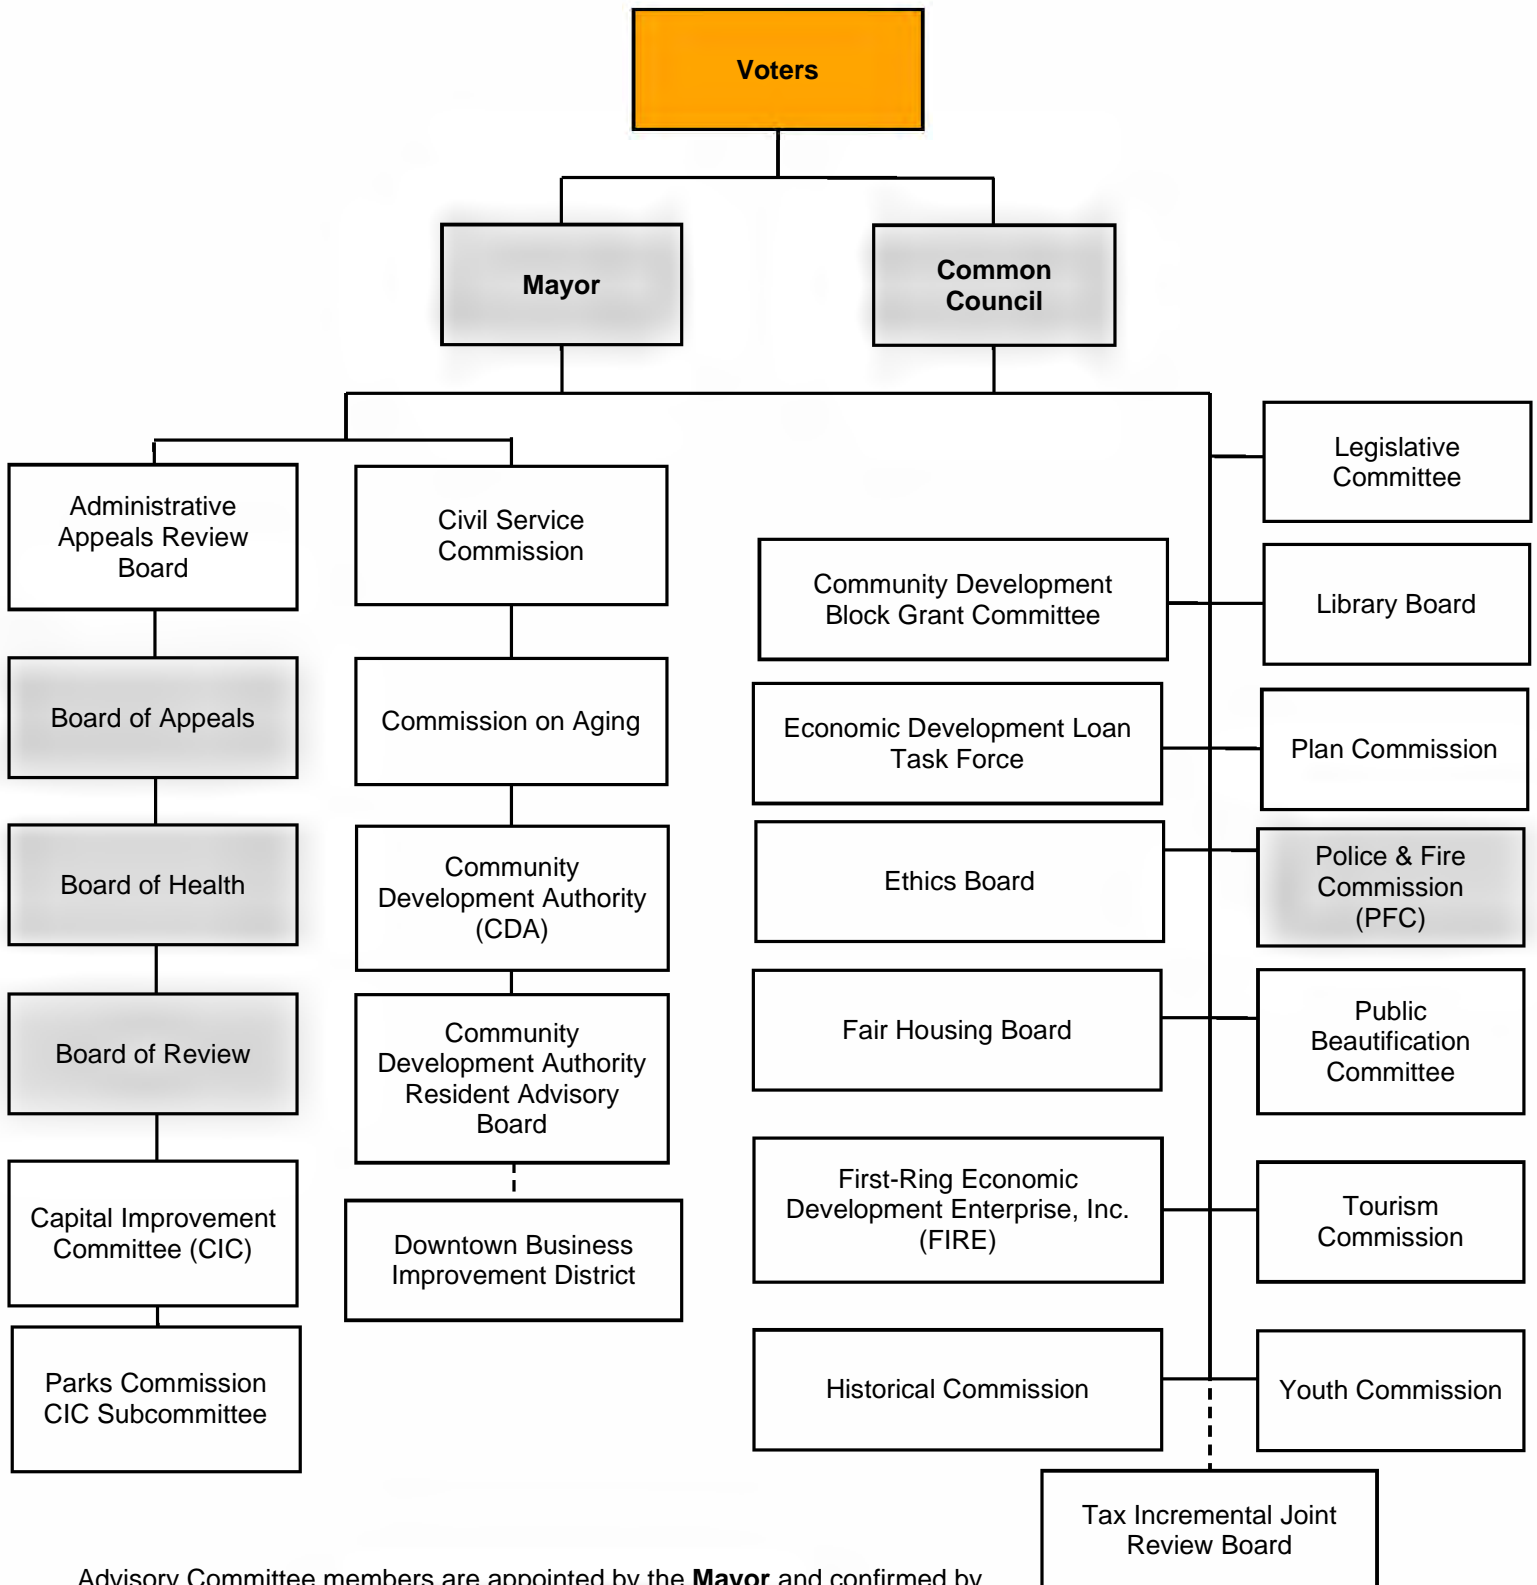 Voters
Mayor
Common
Council
Administrative
Appeals Review
Board
Board of Appeals
Board of Health
Board of Review
Capital Improvement
Committee (CIC)
Parks Commission
CIC Subcommittee
Civil Service
Commission
Commission on Aging
Community
Development Authority
(CDA)
Community
Development Authority
Resident Advisory
Board
Downtown Business
Improvement District
Community Development
Block Grant Committee
Economic Development Loan
Task Force
Ethics Board
Fair Housing Board
First-Ring Economic
Development Enterprise, Inc.
(FIRE)
Historical Commission
Legislative
Committee
Library Board
Plan Commission
Police & Fire
Commission
(PFC)
Public
Beautification
Committee
Tourism
Commission
Youth Commission
Tax Incremental Joint
Review Board
Advisory Committee members are appointed by the Mayor and confirmed by